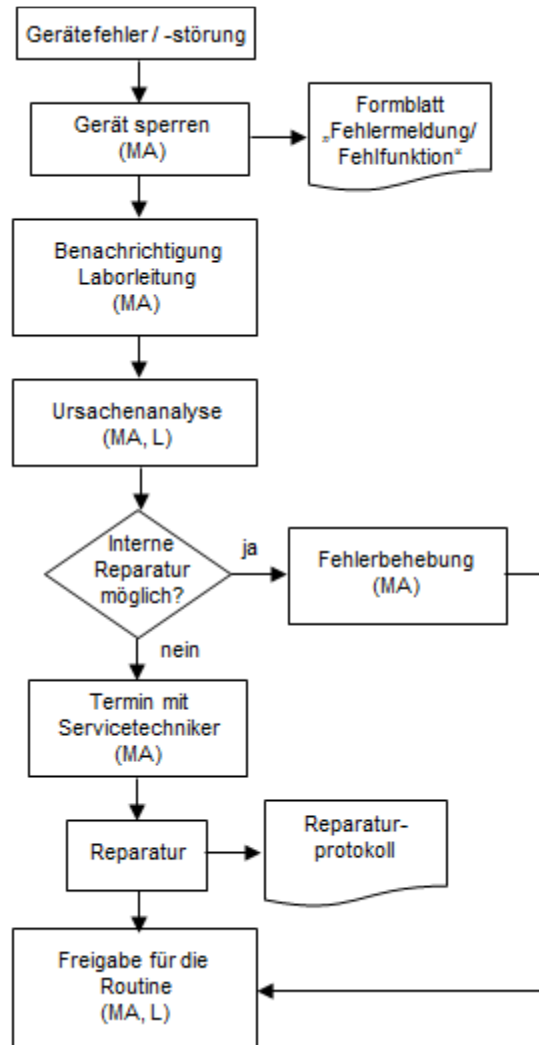 Gerätefehler / -störung
Gerät sperren
(MA)
Formblatt
„Fehlermeldung/
Fehlfunktion“
Benachrichtigung
Laborleitung
(MA)
Ursachenanalyse
(MA, L)
Interne
Reparatur
möglich?
ja
Fehlerbehebung
(MA)
nein
Termin mit
Servicetechniker
(MA)
Reparatur
Reparatur-
protokoll
Freigabe für die
Routine
(MA, L)